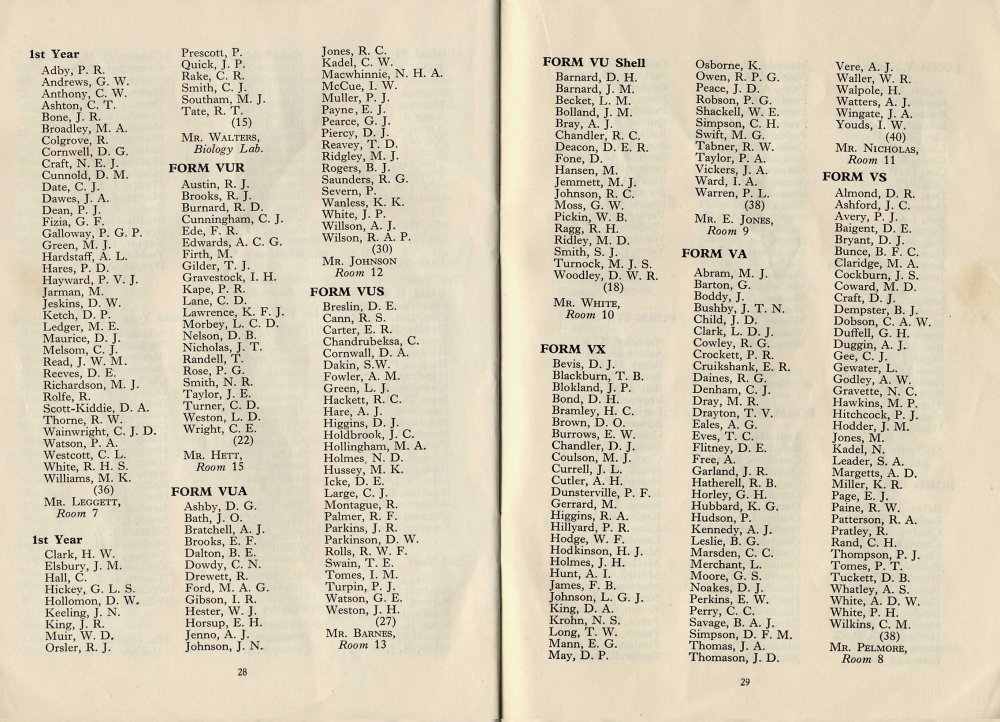 1st Year
Adby, P. R.
Andrews, G. W.
Anthony, C. W.
Ashton, C. T.
Bone, J. R.
Broadley, M. A.
Colgrove, R.
Cornwell, D. G.
Craft, N. E. J.
Cunnold, D. M.
Date, C. J.
Dawes, J. A.
Dean, P. J.
Fizia, G. F.
Galloway, P. G. P.
Green, M. J.
Hardstaff, A. L.
Hares, P. D.
Hayward, P. V. J.
Jarman, M.
Jeskins, D. W.
Ketch, D. P.
Ledger, M. E.
Maurice, D. J.
Melsom, C. J.
Read, J. W. M.
Reeves, D. E.
Richardson, M. J.
Rolfe, R.
Scott-Kiddie, D. A.
Thorne, R. W.
Wainwright, C. J. D.
Watson, P. A.
Westcott, C. L.
White, R. H. S.
Williams, M. K.
(36)
MR. LEGGETT,
Room 7
1st Year
Clark, H. W.
Elsbury, J. M.
Hall, C.
Hickey, G. L. S.
Hollomon, D. W.
Keeling, J. N.
King, J. R.
Muir, W. D.
Orsler, R. J.
Prescott, P.
Quick, J. P.
Rake, C. R.
Smith, C. J.
Southam, M. J.
Tate, R. T.
(15)
MR. WALTERS,
Biology Lab.
FORM VUR
Austin, R. J.
Brooks, R. J.
Burnard, R. D.
Cunningham, C. J.
Ede, F. R.
Edwards, A. C. G.
Firth, M.
Gilder, T. J.
Gravestock, I. H.
Kape, P. R.
Lane, C. D.
Lawrence, K. F. J.
Morbey, L. C. D.
Nelson, D. B.
Nicholas, J. T.
Randell, T.
Rose, P. G.
Smith, N. R.
Taylor, J. E.
Turner, C. D.
Weston, L. D.
Wright, C. E.
(22)
MR. HETT,
Room 15
FORM VUA
Ashby, D. G.
Bath, J. O.
Bratchell, A. J.
Brooks, E. F.
Dalton, B. E.
Dowdy, C. N.
Drewett, R.
Ford, M. A. G.
Gibson, I. R.
Hester, W. J.
Horsup, E. H.
Jenno, A. J.
Johnson, J. N.
Jones, R. C.
Kadel, C. W.
Macwhinnie, N. H. A.
McCue, I. W.
Muller, P. J.
Payne, E. J.
Pearce, G. J.
Piercy, D. J.
Reavey, T. D.
Ridgley, M. J.
Rogers, B. J.
Saunders, R. G.
Severn, P.
Wanless, K. K.
White, J. P.
Willson, A. J.
Wilson, R. A. P.
(30)
MR. JOHNSON
Room 12
FORM VUS
Breslin, D. E.
Cann, R. S.
Carter, E. R.
Chandrubeksa, C.
Cornwall, D. A.
Dakin, S.W.
Fowler, A. M.
Green, L. J.
Hackett, R. C.
Hare, A. J.
Higgins, D. J.
Holdbrook, J. C.
Hollingham, M. A.
Holmes, N. D.
Hussey, M. K.
Icke, D. E.
Large, C. J.
Montague, R.
Palmer, R. F.
Parkins, J. R.
Parkinson, D. W.
Rolls, R. W. F.
Swain, T. E.
Tomes, I. M.
Turpin, P. J.
Watson, G. E.
Weston, J. H.
(27)
MR. BARNES,
Room 13
28
FORM VU Shell
Barnard, D. H.
Barnard, J. M.
Becket, L. M.
Bolland, J. M.
Bray, A. J.
Chandler, R. C.
Deacon, D. E. R.
Fone, D.
Hansen, M.
Jemmett, M. J.
Johnson, R. C.
Moss, G. W.
Pickin, W. B.
Ragg, R. H.
Ridley, M. D.
Smith, S. J.
Turnock, M. J. S.
Woodley, D. W. R.
(18)
MR. WHITE,
Room 10
FORM VX
Bevis, D. J.
Blackburn, T. B.
Blokland, J. P.
Bond, D. H.
Bramley, H. C.
Brown, D. O.
Burrows, E. W.
Chandler, D. J.
Coulson, M. J.
Currell, J. L.
Cutler, A. H.
Dunsterville, P. F.
Gerrard, M.
Higgins, R. A.
Hillyard, P. R.
Hodge, W. F.
Hodkinson, H. J.
Holmes, J. H.
Hunt, A. I.
James, F. B.
Johnson, L. G. J.
King, D. A.
Krohn, N. S.
Long, T. W.
Mann, E. G.
May, D. P.
Osborne, K.
Owen, R. P. G.
Peace, J. D.
Robson, P. G.
Shackell, W. E.
Simpson, C. H.
Swift, M. G.
Tabner, R. W.
Taylor, P. A.
Vickers, J. A.
Ward, I. A.
Warren, P. L.
(38)
MR. E. JONES,
Room 9
FORM VA
Abram, M. J.
Barton, G.
Boddy, J.
Bushby, J. T. N.
Child, J. D.
Clark, L. D. J.
Cowley, R. G.
Crockett, P. R.
Cruikshank, E. R.
Daines, R. G.
Denham, C. J.
Dray, M. R.
Drayton, T. V.
Eales, A. G.
Eves, T. C.
Flitney, D. E.
Free, A.
Garland, J. R.
Hatherell, R. B.
Horley, G. H.
Hubbard, K. G.
Hudson, P.
Kennedy, A. J.
Leslie, B. G.
Marsden, C. C.
Merchant, L.
Moore, G. S.
Noakes, D. J.
Perkins, E. W.
Perry, C. C.
Savage, B. A. J.
Simpson, D. F. M.
Thomas, J. A.
Thomason, J. D.
Vere, A. J.
Waller, W. R.
Walpole, H.
Watters, A. J.
Wingate, J. A.
Youds, I. W.
(40)
MR. NICHOLAS,
Room 11
FORM VS
Almond, D. R.
Ashford, J. C.
Avery, P. J.
Baigent, D. E.
Bryant, D. J.
Bunce, B. F. C.
Claridge, M. A.
Cockburn, J. S.
Coward, M. D.
Craft, D. J.
Dempster, B. J.
Dobson, C. A. W.
Duffell, G. H.
Duggin, A. J.
Gee, C. J.
Gewater, L.
Godley, A. W.
Gravette, N. C.
Hawkins, M. P.
Hitchcock, P. J.
Hodder, J. M.
Jones, M.
Kadel, N.
Leader, S. A.
Margetts, A. D.
Miller, K. R.
Page, E. J.
Paine, R. W.
Patterson, R. A.
Pratley, R.
Rand, C. H.
Thompson, P. J.
Tomes, P. T.
Tuckett, D. B.
Whatley, A. S.
White, A. D. W.
White, P. H.
Wilkins, C. M.
(38)
MR. PELMORE,
Room 8
29